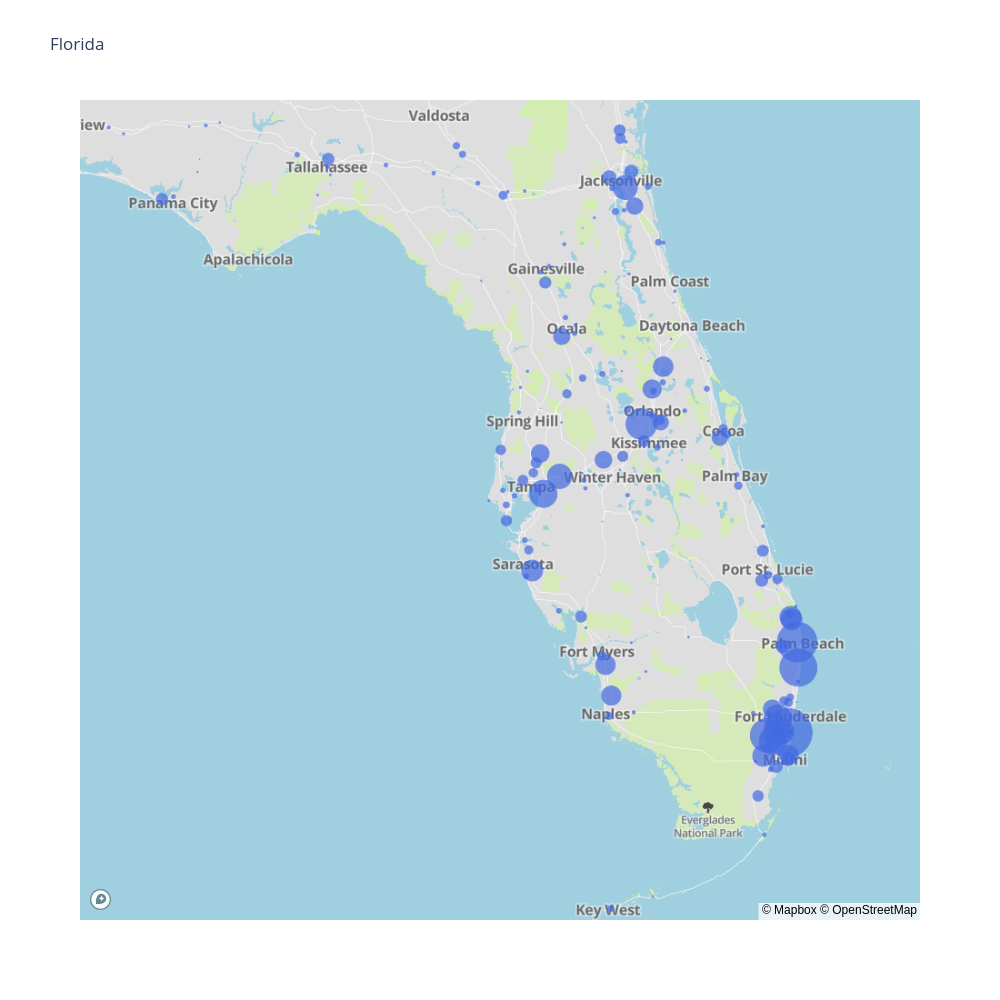 Florida
Valdosta
iew
Tallahassee
Jacksonville
Panama City
Apalachicola
Gainesville
Palm Coast
Ocala
Daytona Beach
Orlando
Spring Hill
Cocoa
Kissimmee
Winter Haven
Palm Bay
Tampa
Sarasota
Port St. Lucie
Palm Beach
Fort Myers
Naples
Fort Lauderdale
Miami
Everglades
National Park
Key West
© Mapbox © OpenStreetMap